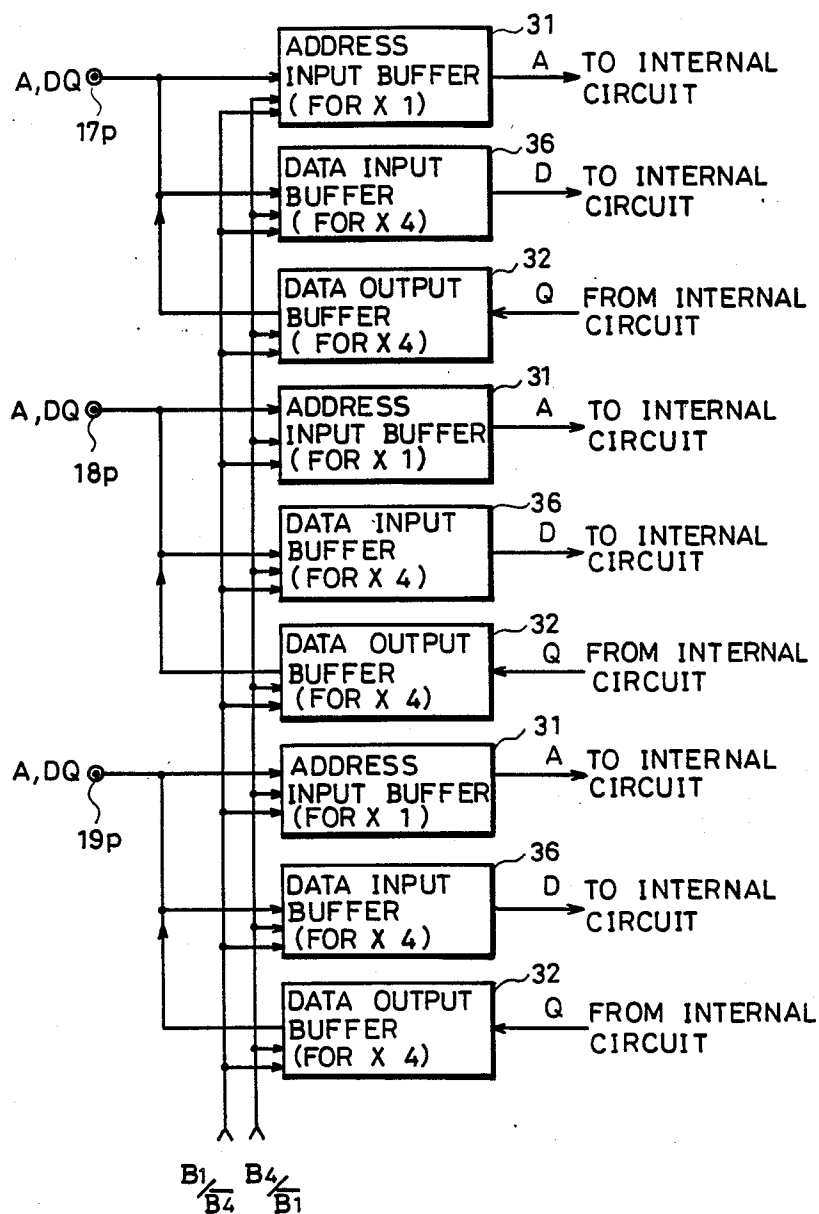 31
ADDRESS
INPUT BUFFER
(FOR X 1)
A,DQ
17p
A
TO INTERNAL
CIRCUIT
36
DATA INPUT
BUFFER
( FOR X 4)
D
TO INTERNAL
CIRCUIT
32
DATA OUTPUT
BUFFER
( FOR X 4)
Q
FROM INTERNAL
CIRCUIT
31
A,DQ
18p
ADDRESS
INPUT BUFFER
(FOR X 1)
A
TO INTERNAL
CIRCUIT
36
DATA INPUT
BUFFER
(FOR X 4)
D
TO INTERNAL
CIRCUIT
32
DATA OUTPUT
BUFFER
(FOR X 4)
Q
FROM INTERNAL
CIRCUIT
31
A,DQ
19p
ADDRESS
INPUT BUFFER
(FOR X 1)
A
TO INTERNAL
CIRCUIT
36
DATA INPUT
BUFFER
(FOR X 4)
D
TO INTERNAL
CIRCUIT
32
DATA OUTPUT
BUFFER
(FOR X 4)
Q
FROM INTERNAL
CIRCUIT
B1/B̅4̅ B4/B̅1̅